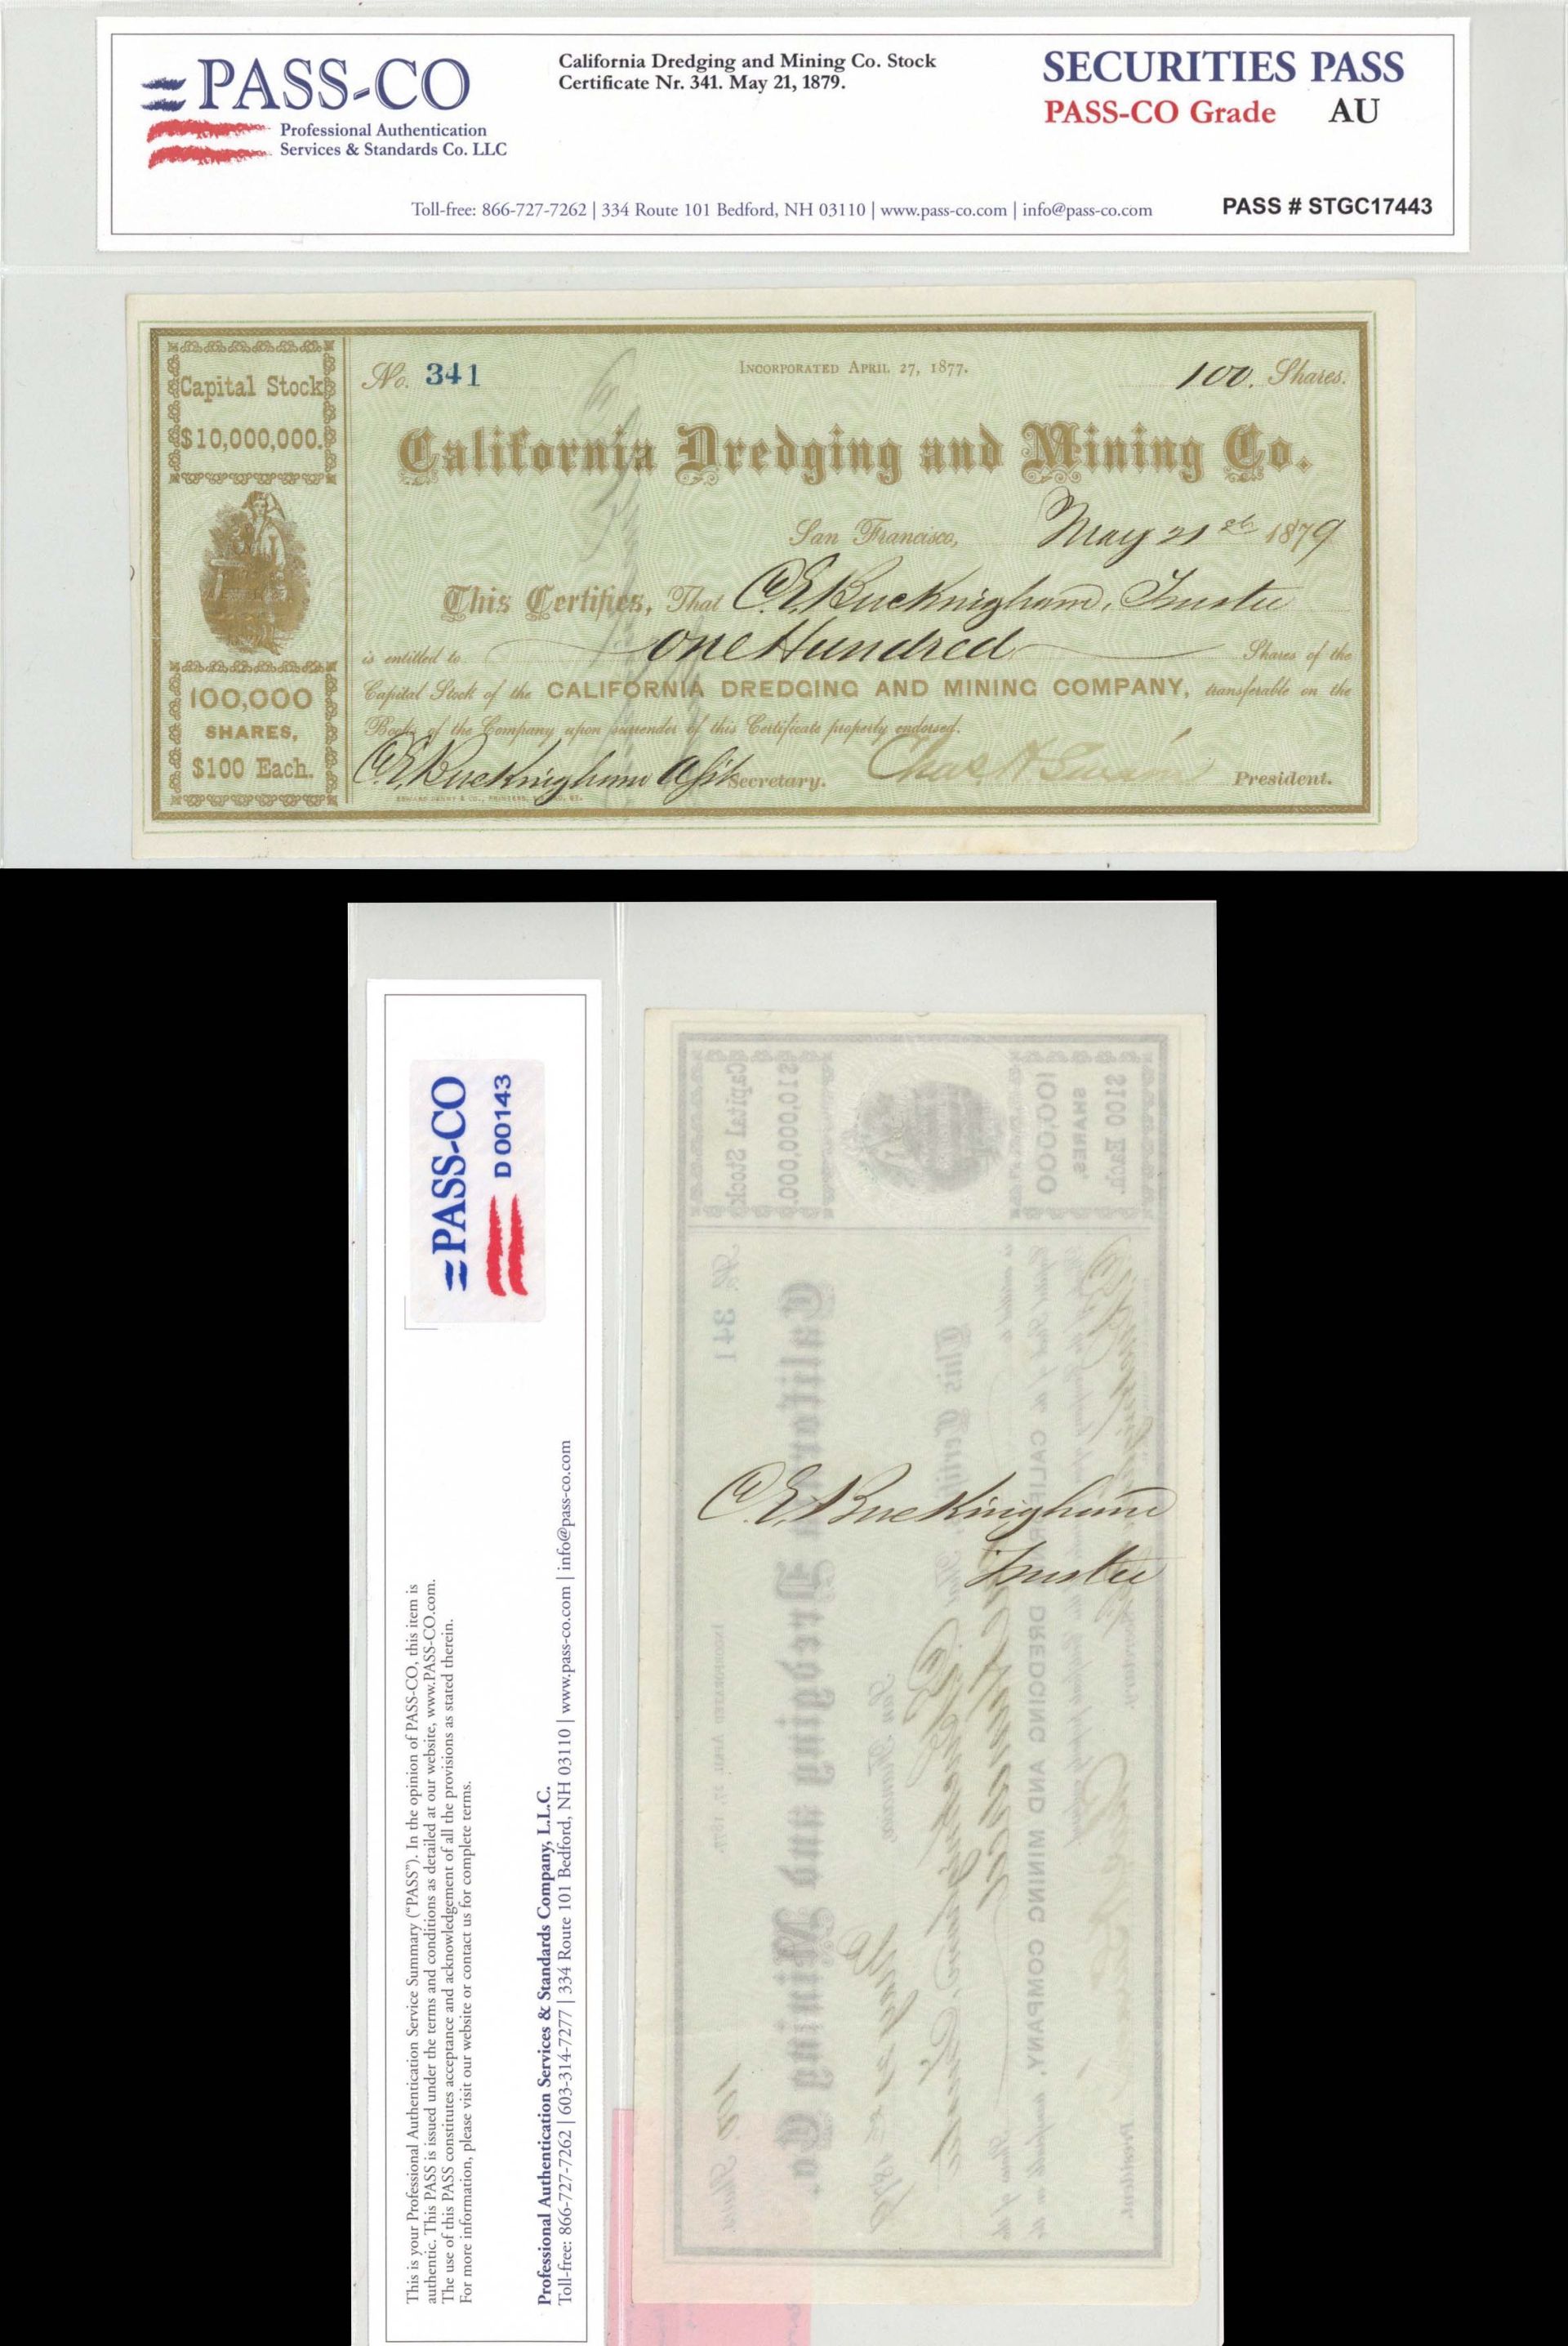 PASS-CO
Professional Authentication
Services & Standards Co. LLC
California Dredging and Mining Co. Stock
Certificate Nr. 341. May 21, 1879.
SECURITIES PASS
PASS-CO Grade AU
Toll-free: 866-727-7262 | 334 Route 101 Bedford, NH 03110 | www.pass-co.com | info@pass-co.com
PASS # STGC17443
Capital Stock
$10,000,000.
100,000
SHARES,
$100 Each.
No. 341
INCORPORATED APRIL 27, 1877.
100. Shares.
California Dredging and Mining Co.
San Francisco, May 21st 1879
This Certifies, That C.E. Buckingham, Trustee
is entitled to one Hundred Shares of the
Capital Stock of the CALIFORNIA DREDGING AND MINING COMPANY, transferable on the
Books of the Company upon surrender of this Certificate properly endorsed.
C.E. Buckingham Secretary. Chas H Swain President.
PASS-CO
D00143
This is your Professional Authentication Service Summary ("PASS"). In the opinion of PASS-CO, this item is
authentic. This PASS is issued under the terms and conditions as detailed at our website, www.PASS-CO.com.
The use of this PASS constitutes acceptance and acknowledgement of all the provisions as stated therein.
For more information, please visit our website or contact us for complete terms.
Professional Authentication Services & Standards Company, L.L.C.
Toll-free: 866-727-7262 | 603-314-7277 | 334 Route 101 Bedford, NH 03110 | www.pass-co.com | info@pass-co.com
C.E. Buckingham
Trustee